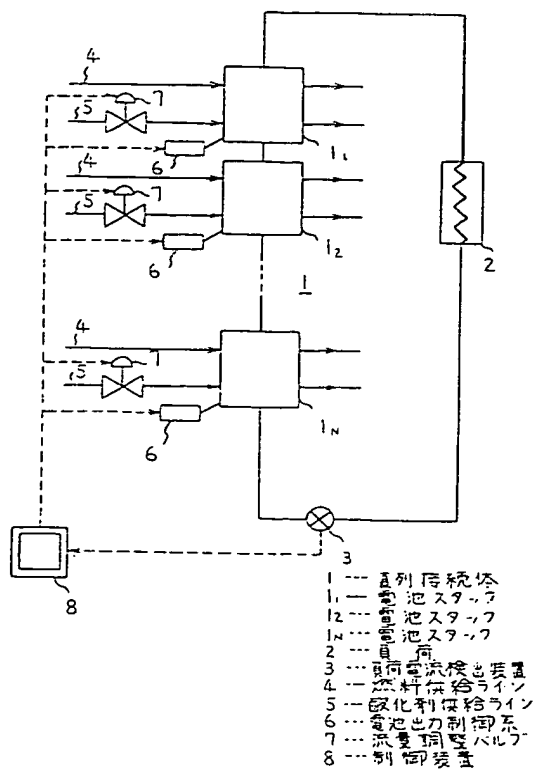 4
7
5
6
1₁
4
7
5
6
1₂
2
1
4
7
5
6
1N
3
8
1 --- 直列接続体
1₁ --- 電池スタック
1₂ --- 電池スタック
1N --- 電池スタック
2 --- 負荷
3 --- 負荷電流検出装置
4 --- 燃料供給ライン
5 --- 酸化剤供給ライン
6 --- 電池出力制御系
7 --- 流量調整バルブ
8 --- 制御装置